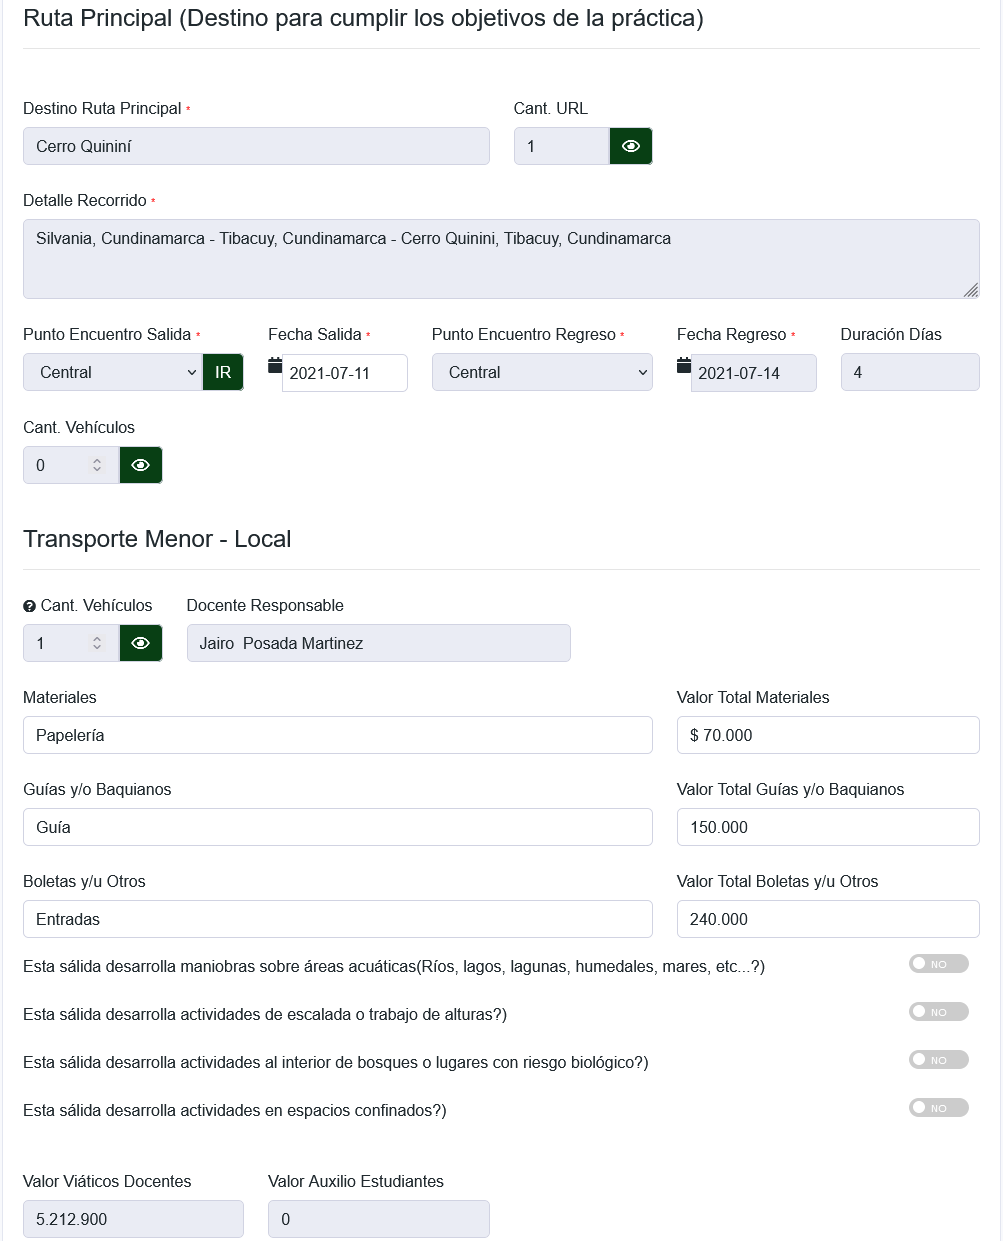 Ruta Principal (Destino para cumplir los objetivos de la práctica)
Destino Ruta Principal * Cant. URL
Cerro Quininí 1
Detalle Recorrido *
Silvania, Cundinamarca - Tibacuy, Cundinamarca - Cerro Quinini, Tibacuy, Cundinamarca
Punto Encuentro Salida * Fecha Salida * Punto Encuentro Regreso * Fecha Regreso * Duración Días
Central IR 2021-07-11 Central 2021-07-14 4
Cant. Vehículos
0
Transporte Menor - Local
? Cant. Vehículos Docente Responsable
1 Jairo  Posada Martinez
Materiales Valor Total Materiales
Papelería $ 70.000
Guías y/o Baquianos Valor Total Guías y/o Baquianos
Guía 150.000
Boletas y/u Otros Valor Total Boletas y/u Otros
Entradas 240.000
Esta sálida desarrolla maniobras sobre áreas acuáticas(Ríos, lagos, lagunas, humedales, mares, etc...?) NO
Esta sálida desarrolla actividades de escalada o trabajo de alturas?) NO
Esta sálida desarrolla actividades al interior de bosques o lugares con riesgo biológico?) NO
Esta sálida desarrolla actividades en espacios confinados?) NO
Valor Viáticos Docentes Valor Auxilio Estudiantes
5.212.900 0